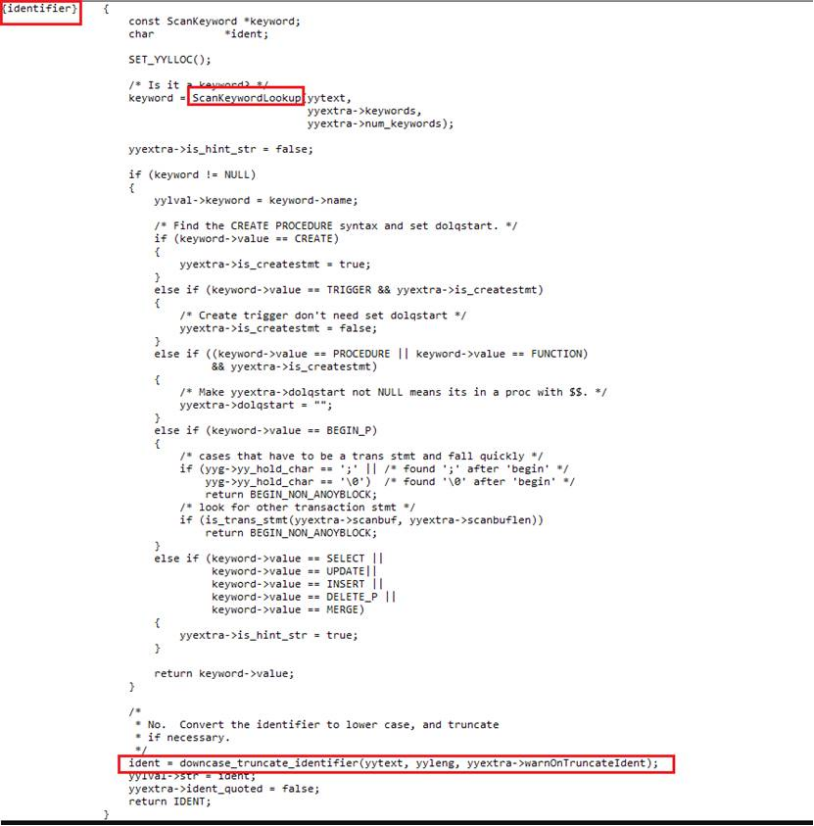 {identifier}    {
const ScanKeyword *keyword;
char           *ident;
SET_YYLLOC();
/* Is it a keyword? */
keyword = ScanKeywordLookup(yytext,
yyextra->keywords,
yyextra->num_keywords);
yyextra->is_hint_str = false;
if (keyword != NULL)
{
yylval->keyword = keyword->name;
/* Find the CREATE PROCEDURE syntax and set dolqstart. */
if (keyword->value == CREATE)
{
yyextra->is_createstmt = true;
}
else if (keyword->value == TRIGGER && yyextra->is_createstmt)
{
/* Create trigger don't need set dolqstart */
yyextra->is_createstmt = false;
}
else if ((keyword->value == PROCEDURE || keyword->value == FUNCTION)
&& yyextra->is_createstmt)
{
/* Make yyextra->dolqstart not NULL means its in a proc with $$. */
yyextra->dolqstart = "";
}
else if (keyword->value == BEGIN_P)
{
/* cases that have to be a trans stmt and fall quickly */
if (yyg->yy_hold_char == ';' || /* found ';' after 'begin' */
yyg->yy_hold_char == '\0')  /* found '\0' after 'begin' */
return BEGIN_NON_ANOYBLOCK;
/* look for other transaction stmt */
if (is_trans_stmt(yyextra->scanbuf, yyextra->scanbuflen))
return BEGIN_NON_ANOYBLOCK;
}
else if (keyword->value == SELECT ||
keyword->value == UPDATE||
keyword->value == INSERT ||
keyword->value == DELETE_P ||
keyword->value == MERGE)
{
yyextra->is_hint_str = true;
}
return keyword->value;
}
/*
* No.  Convert the identifier to lower case, and truncate
* if necessary.
*/
ident = downcase_truncate_identifier(yytext, yyleng, yyextra->warnOnTruncateIdent);
yylval->str = ident;
yyextra->ident_quoted = false;
return IDENT;
}